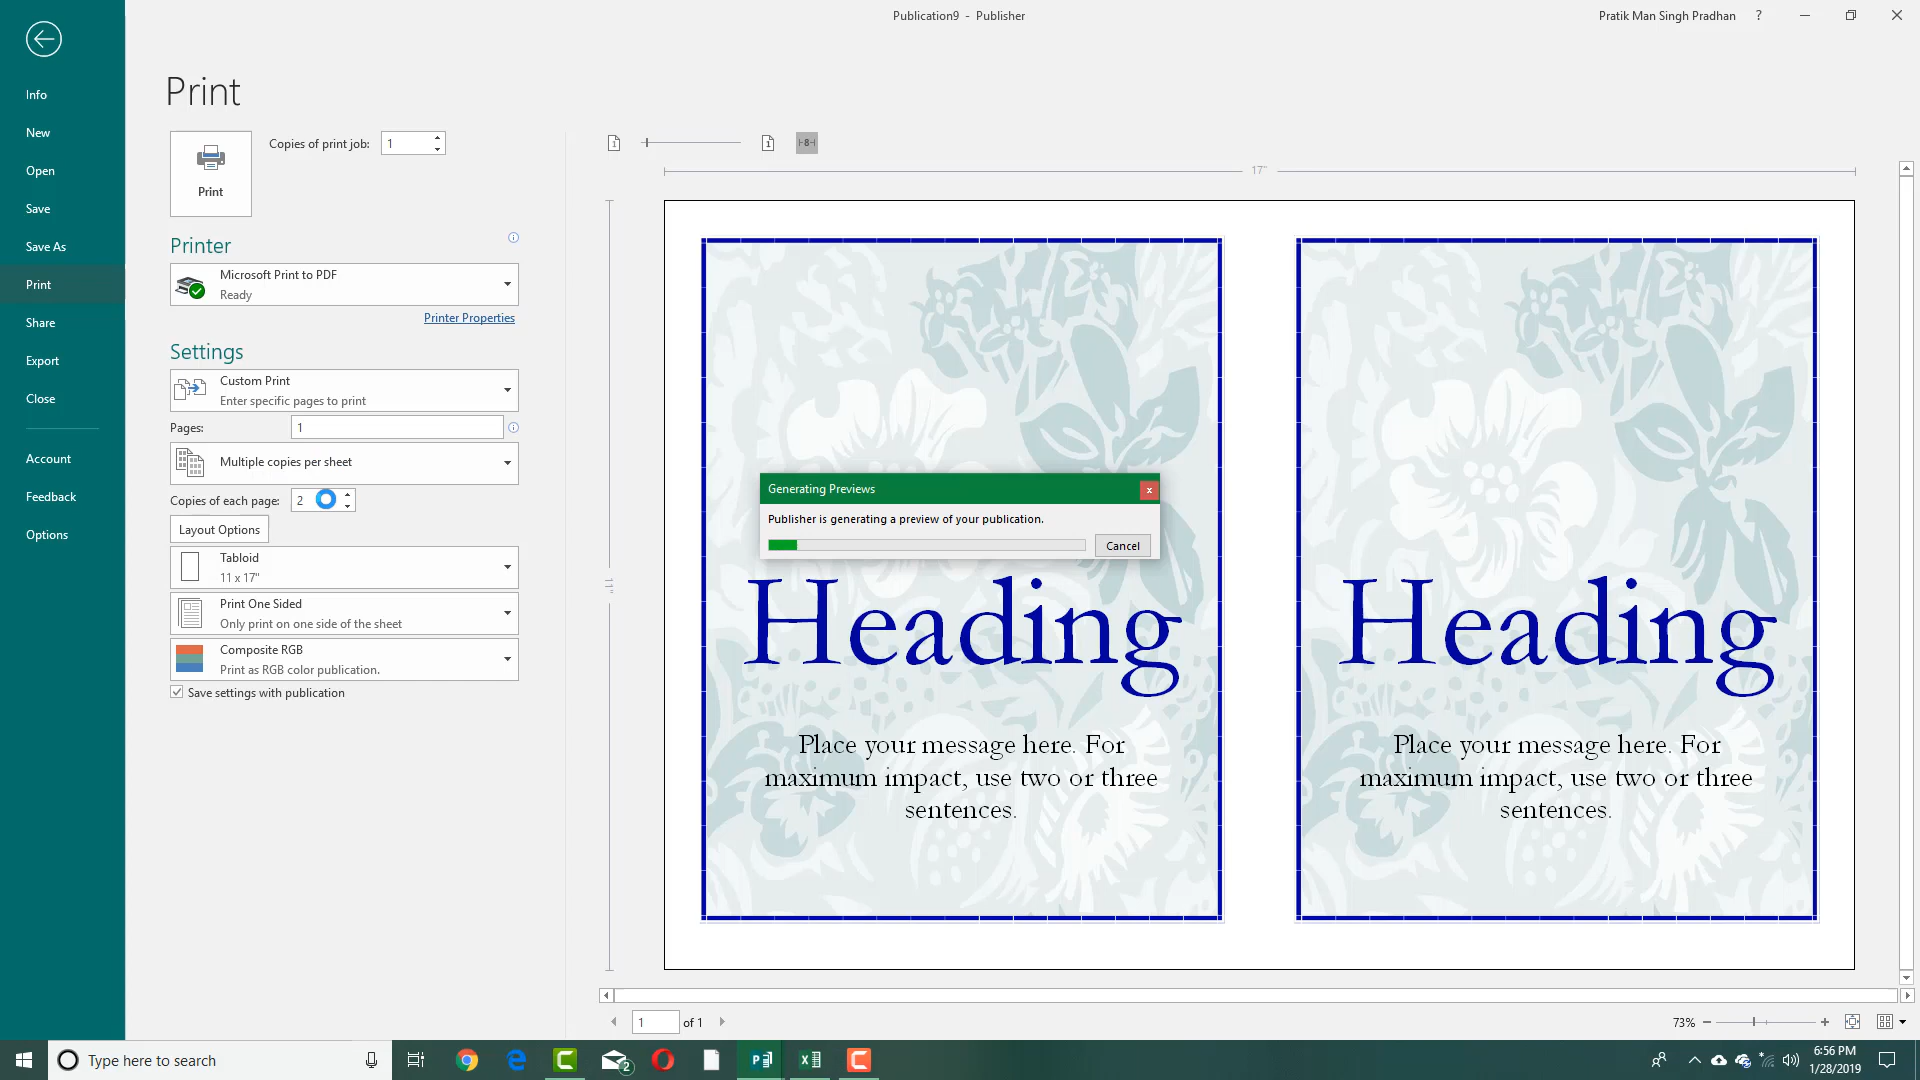 Publication9 - Publisher
Pratik Man Singh Pradhan
?
Info
New
Open
Save
Save As
Print
Share
Export
Close
Account
Feedback
Options
Print
Print
Copies of print job: 1
Printer
Microsoft Print to PDF
Ready
Printer Properties
Settings
Custom Print
Enter specific pages to print
Pages: 1
Multiple copies per sheet
Copies of each page: 2
Layout Options
Tabloid
11 x 17"
Print One Sided
Only print on one side of the sheet
Composite RGB
Print as RGB color publication.
Save settings with publication
1
1
8
17"
11"
Generating Previews
Publisher is generating a preview of your publication.
Cancel
Heading
Place your message here. For
maximum impact, use two or three
sentences.
Heading
Place your message here. For
maximum impact, use two or three
sentences.
1 of 1
73%
Type here to search
2
6:56 PM
1/28/2019